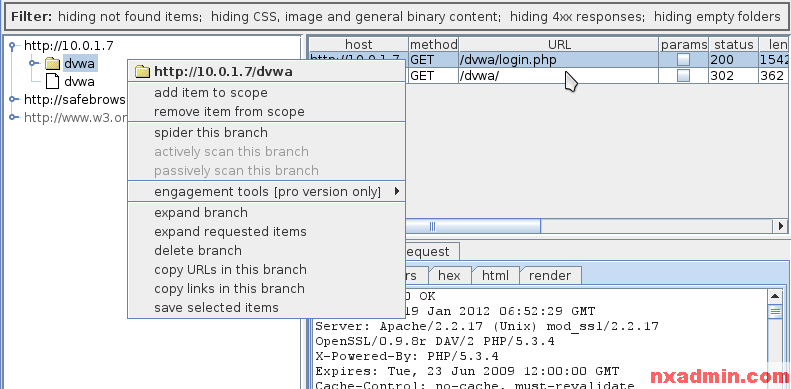 Filter: hiding not found items; hiding CSS, image and general binary content; hiding 4xx responses; hiding empty folders
http://10.0.1.7
dvwa
dvwa
http://safebrows
http://www.w3.or
http://10.0.1.7/dvwa
add item to scope
remove item from scope
spider this branch
actively scan this branch
passively scan this branch
engagement tools [pro version only]
expand branch
expand requested items
delete branch
copy URLs in this branch
copy links in this branch
save selected items
host method URL params status len
http://10.0.1.7 GET /dvwa/login.php 200 1542
GET /dvwa/ 302 362
equest
rs hex html render
0 OK
19 Jan 2012 06:52:29 GMT
Server: Apache/2.2.17 (Unix) mod_ssl/2.2.17
OpenSSL/0.9.8r DAV/2 PHP/5.3.4
X-Powered-By: PHP/5.3.4
Expires: Tue, 23 Jun 2009 12:00:00 GMT
Cache-Control: no-cache, must-revalidate
nxadmin.com